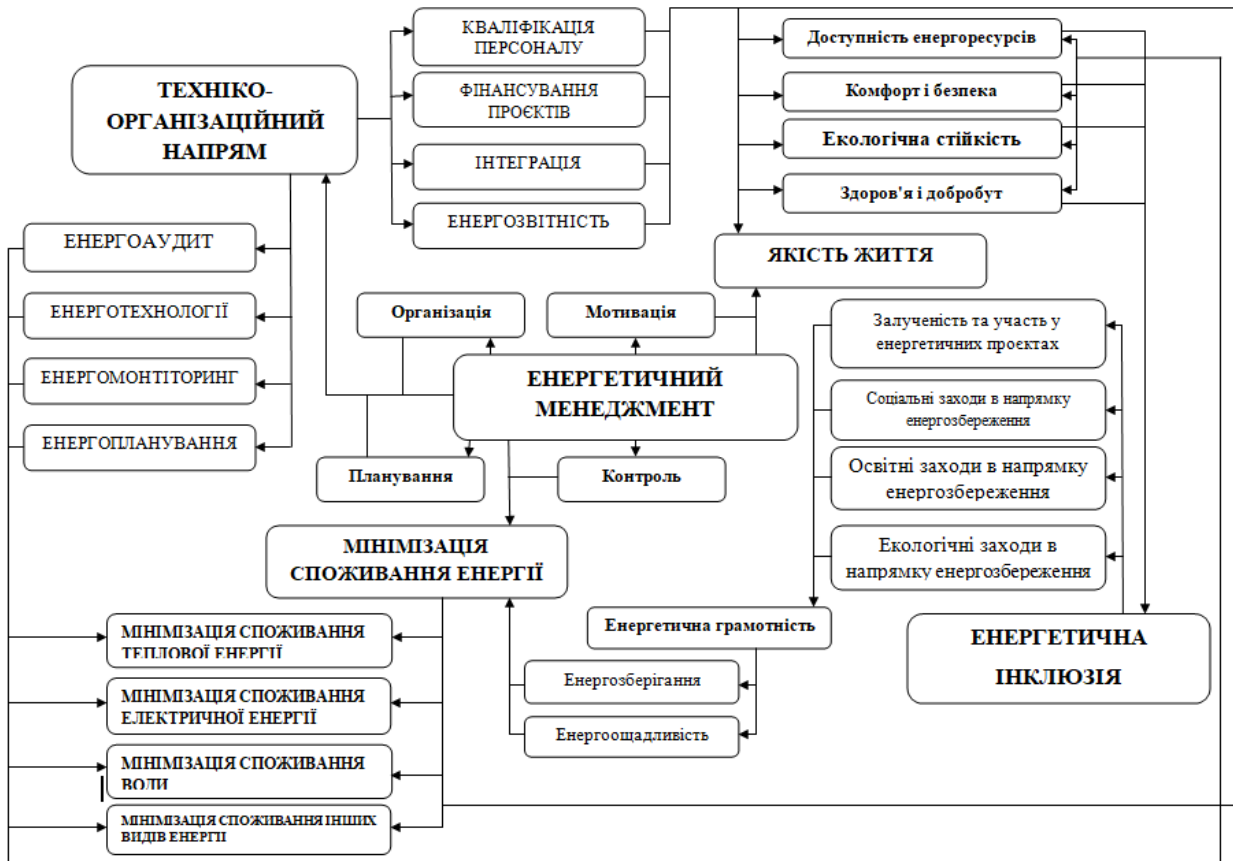 КВАЛІФІКАЦІЯ
ПЕРСОНАЛУ
ТЕХНІКО-
ОРГАНІЗАЦІЙНИЙ
НАПРЯМ
ФІНАНСУВАННЯ
ПРОЄКТІВ
ІНТЕГРАЦІЯ
ЕНЕРГОЗВІТНІСТЬ
Доступність енергоресурсів
Комфорт і безпека
Екологічна стійкість
Здоров'я і добробут
ЯКІСТЬ ЖИТТЯ
ЕНЕРГОАУДИТ
ЕНЕРГОТЕХНОЛОГІЇ
ЕНЕРГОМОНТІТОРИНГ
ЕНЕРГОПЛАНУВАННЯ
Організація
Мотивація
ЕНЕРГЕТИЧНИЙ
МЕНЕДЖМЕНТ
Планування
Контроль
Залученість та участь у
енергетичних проєктах
Соціальні заходи в напрямку
енергозбереження
Освітні заходи в напрямку
енергозбереження
Екологічні заходи в
напрямку енергозбереження
МІНІМІЗАЦІЯ
СПОЖИВАННЯ ЕНЕРГІЇ
Енергетична грамотність
Енергозберігання
Енергоощадливість
ЕНЕРГЕТИЧНА
ІНКЛЮЗІЯ
МІНІМІЗАЦІЯ СПОЖИВАННЯ
ТЕПЛОВОЇ ЕНЕРГІЇ
МІНІМІЗАЦІЯ СПОЖИВАННЯ
ЕЛЕКТРИЧНОЇ ЕНЕРГІЇ
МІНІМІЗАЦІЯ СПОЖИВАННЯ
ВОДИ
МІНІМІЗАЦІЯ СПОЖИВАННЯ ІНШИХ
ВИДІВ ЕНЕРГІЇ